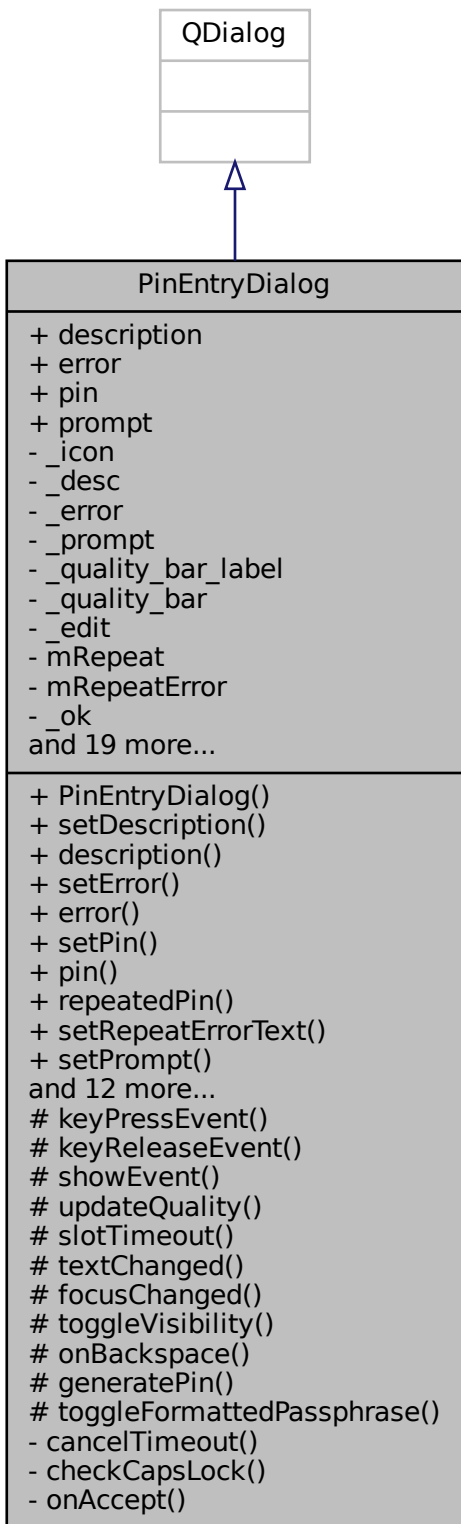 QDialog
PinEntryDialog
+ description
+ error
+ pin
+ prompt
- _icon
- _desc
- _error
- _prompt
- _quality_bar_label
- _quality_bar
- _edit
- mRepeat
- mRepeatError
- _ok
and 19 more...
+ PinEntryDialog()
+ setDescription()
+ description()
+ setError()
+ error()
+ setPin()
+ pin()
+ repeatedPin()
+ setRepeatErrorText()
+ setPrompt()
and 12 more...
# keyPressEvent()
# keyReleaseEvent()
# showEvent()
# updateQuality()
# slotTimeout()
# textChanged()
# focusChanged()
# toggleVisibility()
# onBackspace()
# generatePin()
# toggleFormattedPassphrase()
- cancelTimeout()
- checkCapsLock()
- onAccept()